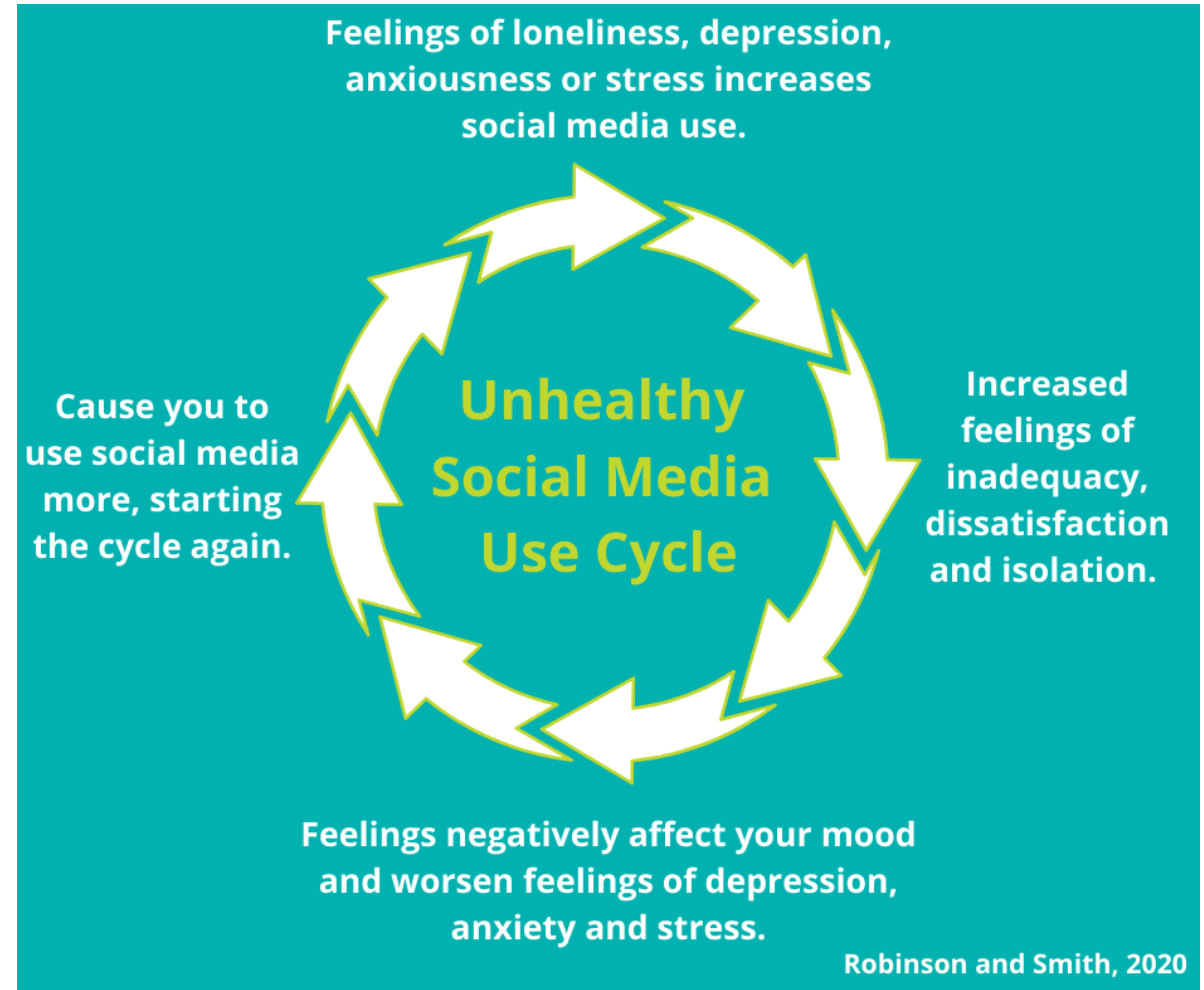 Feelings of loneliness, depression,
anxiousness or stress increases
social media use.
Increased
feelings of
inadequacy,
dissatisfaction
and isolation.
Feelings negatively affect your mood
and worsen feelings of depression,
anxiety and stress.
Cause you to
use social media
more, starting
the cycle again.
Unhealthy
Social Media
Use Cycle
Robinson and Smith, 2020